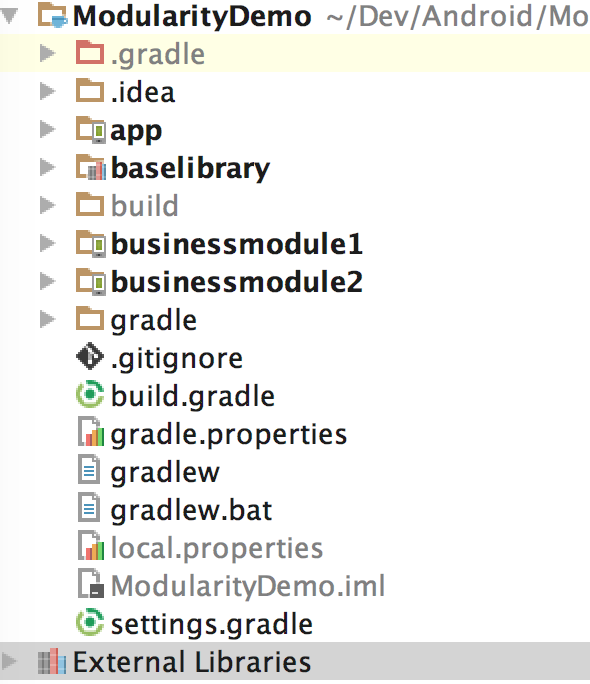 ModularityDemo ~/Dev/Android/Mo
.gradle
.idea
app
baselibrary
build
businessmodule1
businessmodule2
gradle
.gitignore
build.gradle
gradle.properties
gradlew
gradlew.bat
local.properties
ModularityDemo.iml
settings.gradle
External Libraries